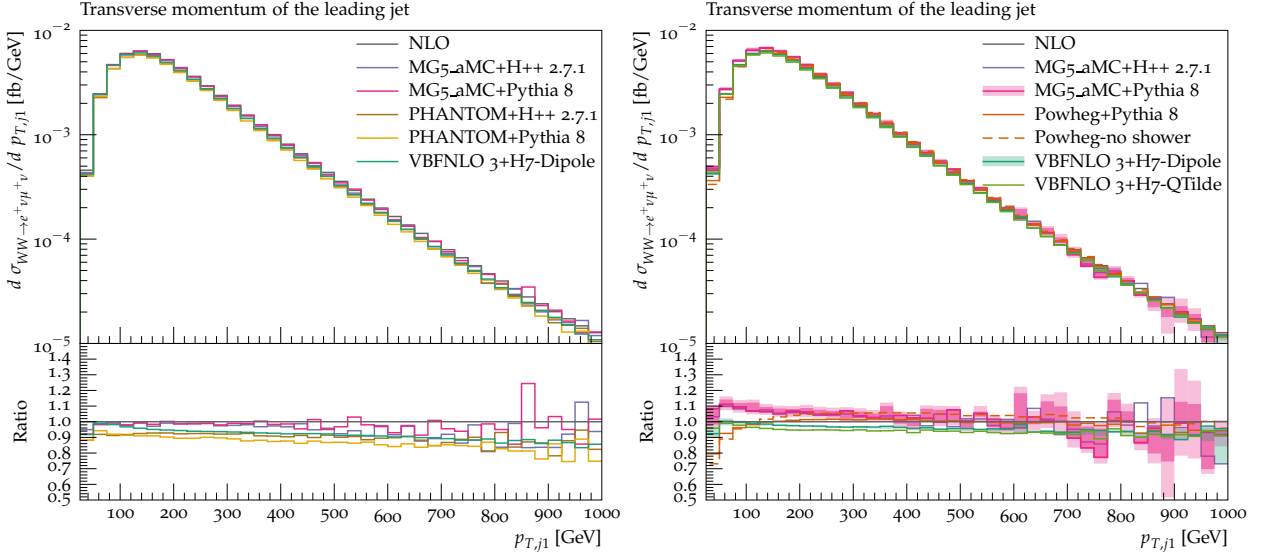 Transverse momentum of the leading jet
d σ_{WW→e⁺νμ⁺ν}/d p_{T,j1} [fb/GeV]
10⁻²
10⁻³
10⁻⁴
10⁻⁵
NLO
MG5_aMC+H++ 2.7.1
MG5_aMC+Pythia 8
PHANTOM+H++ 2.7.1
PHANTOM+Pythia 8
VBFNLO 3+H7-Dipole
Ratio
1.4
1.3
1.2
1.1
1.0
0.9
0.8
0.7
0.6
0.5
100 200 300 400 500 600 700 800 900 1000
p_{T,j1} [GeV]
Transverse momentum of the leading jet
d σ_{WW→e⁺νμ⁺ν}/d p_{T,j1} [fb/GeV]
10⁻²
10⁻³
10⁻⁴
10⁻⁵
NLO
MG5_aMC+H++ 2.7.1
MG5_aMC+Pythia 8
Powheg+Pythia 8
Powheg-no shower
VBFNLO 3+H7-Dipole
VBFNLO 3+H7-QTilde
Ratio
1.4
1.3
1.2
1.1
1.0
0.9
0.8
0.7
0.6
0.5
100 200 300 400 500 600 700 800 900 1000
p_{T,j1} [GeV]